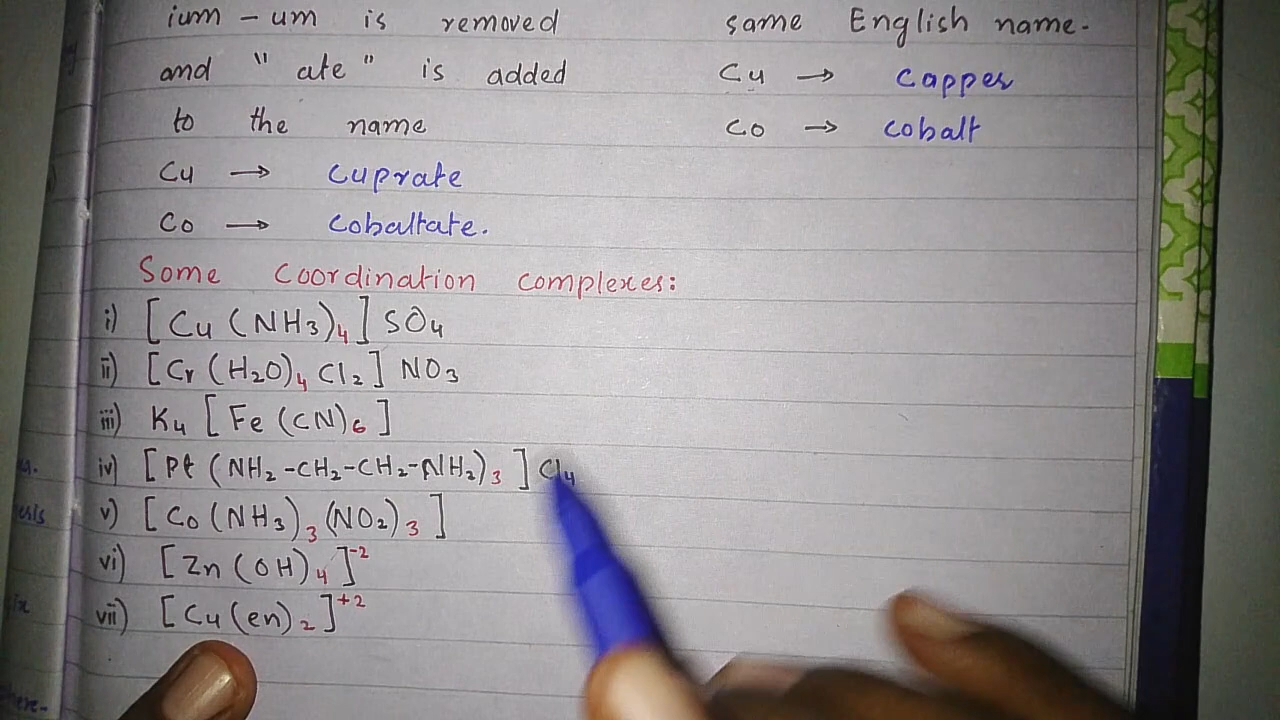 ium - um is removed
and "ate" is added
to the name
Cu → Cuprate
Co → Cobaltate.
same English name.
Cu → Capper
Co → Cobalt
Some Coordination Complexes:
i) [Cu(NH3)4]SO4
ii) [Cr(H2O)4Cl2]NO3
iii) K4[Fe(CN)6]
iv) [Pt(NH2-CH2-CH2-NH2)3]Cl4
v) [Co(NH3)3(NO2)3]
vi) [Zn(OH)4]-2
vii) [Cu(en)2]+2